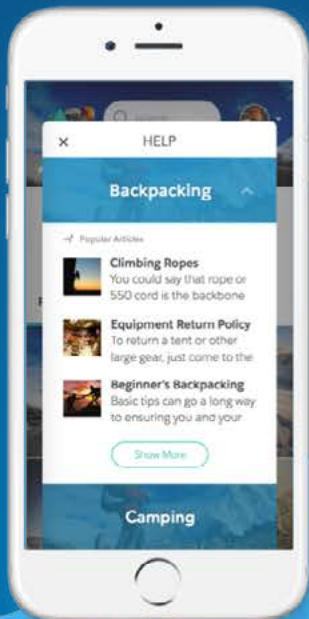 HELP
Backpacking
Popular Articles
Climbing Ropes
You could say that rope or
550 cord is the backbone
Equipment Return Policy
To return a tent or other
large gear, just come to the
Beginner's Backpacking
Basic tips can go a long way
to ensuring you and your
Show More
Camping